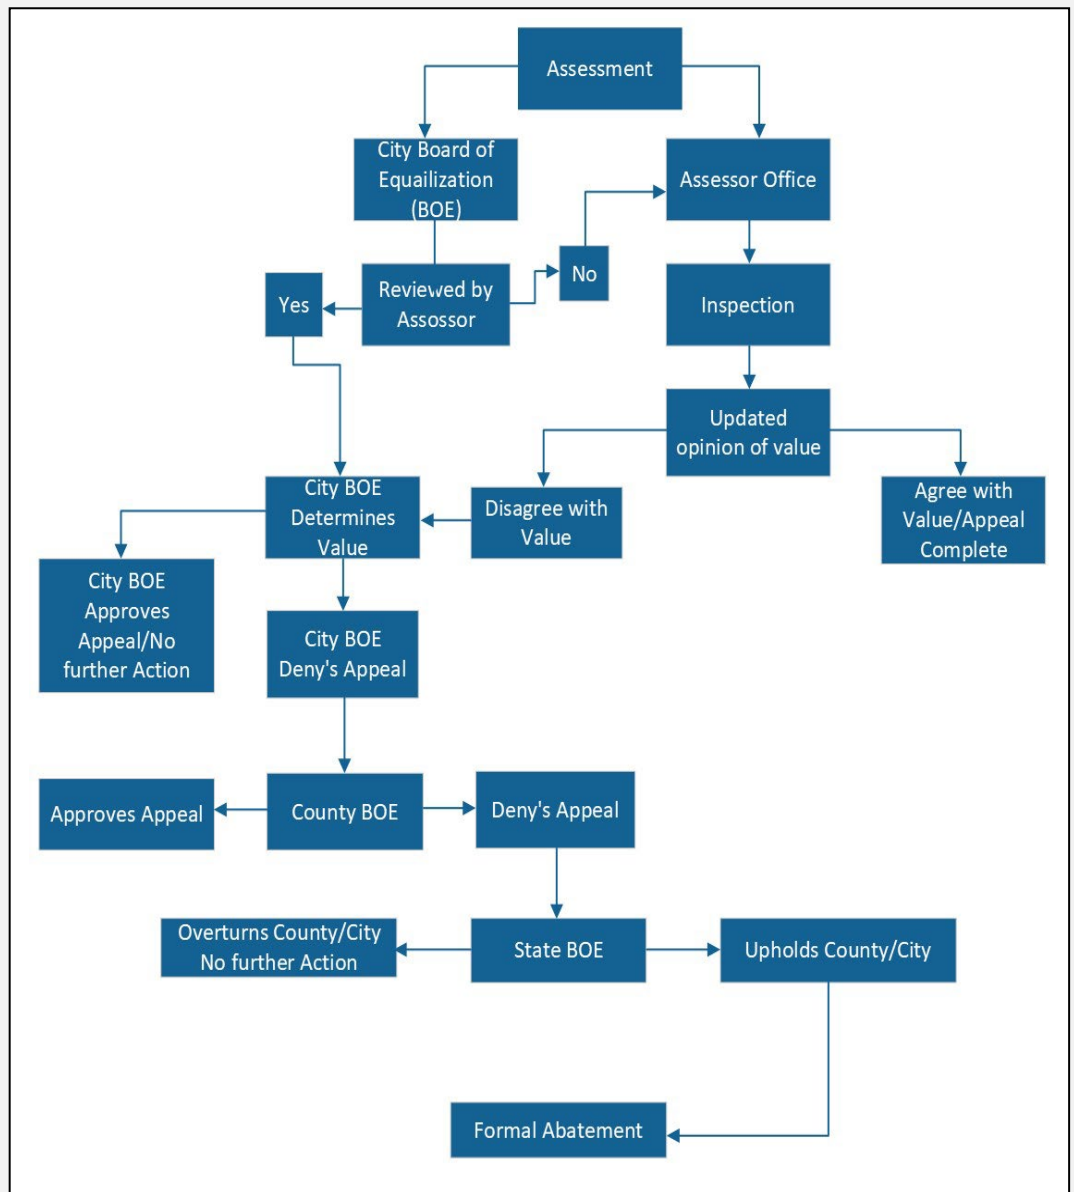 Assessment
City Board of
Equailization
(BOE)
Assessor Office
No
Yes
Reviewed by
Assossor
Inspection
Updated
opinion of value
City BOE
Determines
Value
Disagree with
Value
Agree with
Value/Appeal
Complete
City BOE
Approves
Appeal/No
further Action
City BOE
Deny's Appeal
Approves Appeal
County BOE
Deny's Appeal
Overturns County/City
No further Action
State BOE
Upholds County/City
Formal Abatement